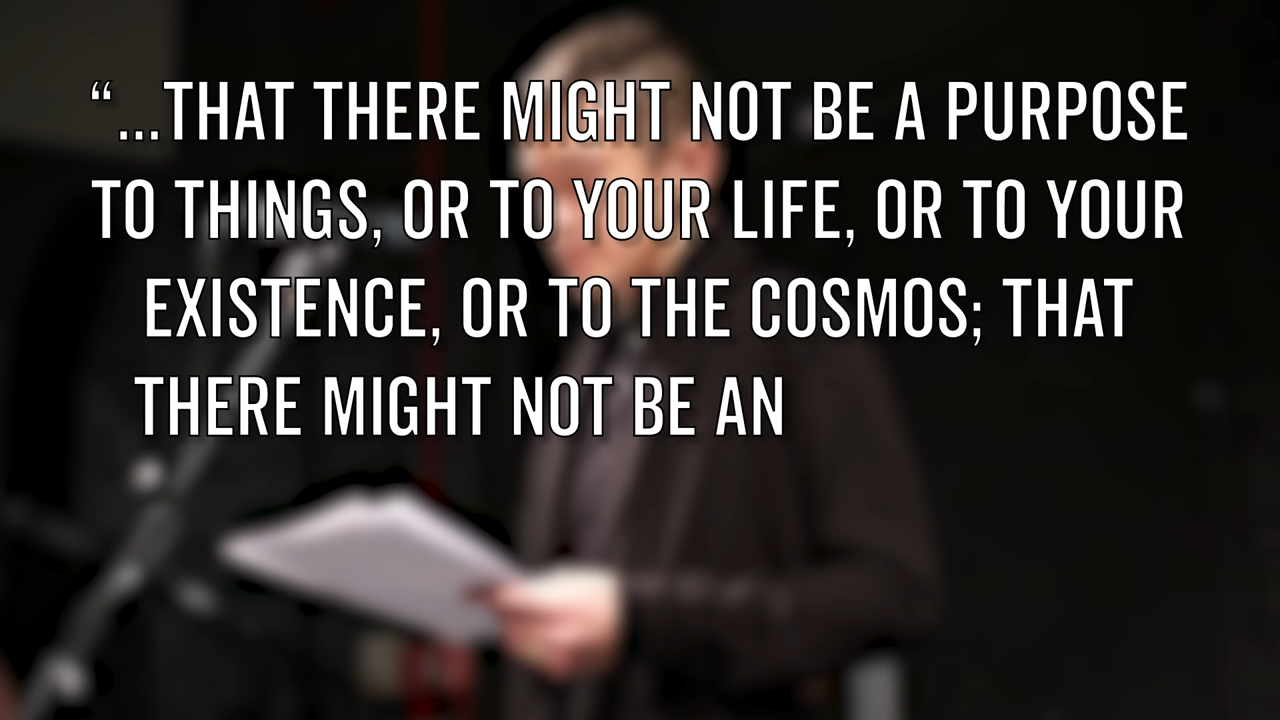 “...THAT THERE MIGHT NOT BE A PURPOSE
TO THINGS, OR TO YOUR LIFE, OR TO YOUR
EXISTENCE, OR TO THE COSMOS; THAT
THERE MIGHT NOT BE AN